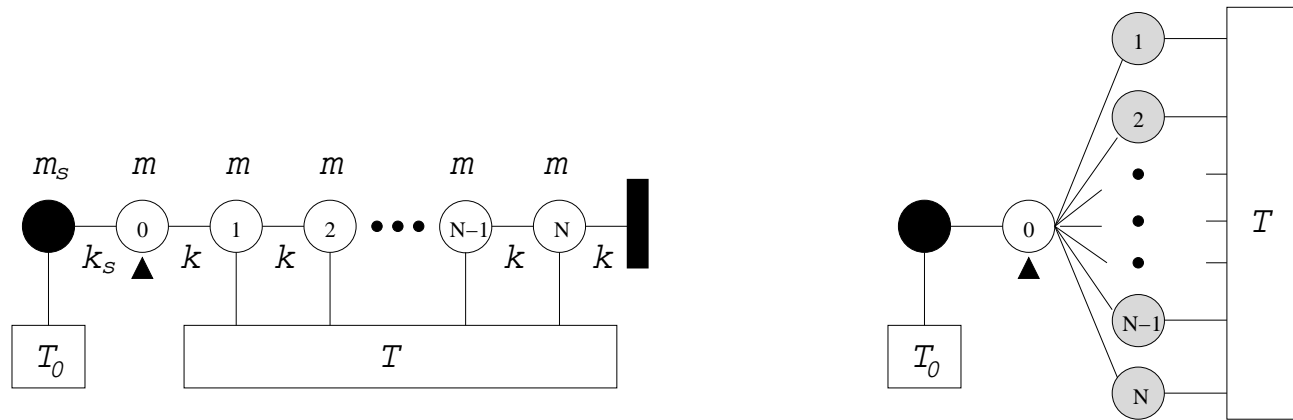 m_s m m m m m
0 1 2 N−1 N
k_s k k k k
T_0 T
1
2
0
T
N−1
T_0
N